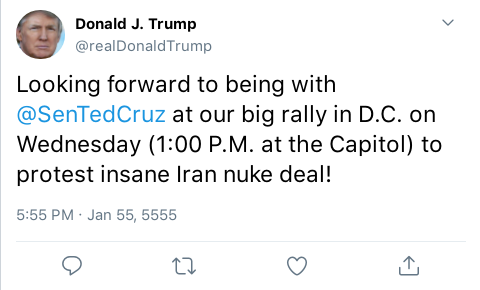 Donald J. Trump
@realDonaldTrump
Looking forward to being with
@SenTedCruz at our big rally in D.C. on
Wednesday (1:00 P.M. at the Capitol) to
protest insane Iran nuke deal!
5:55 PM · Jan 55, 5555